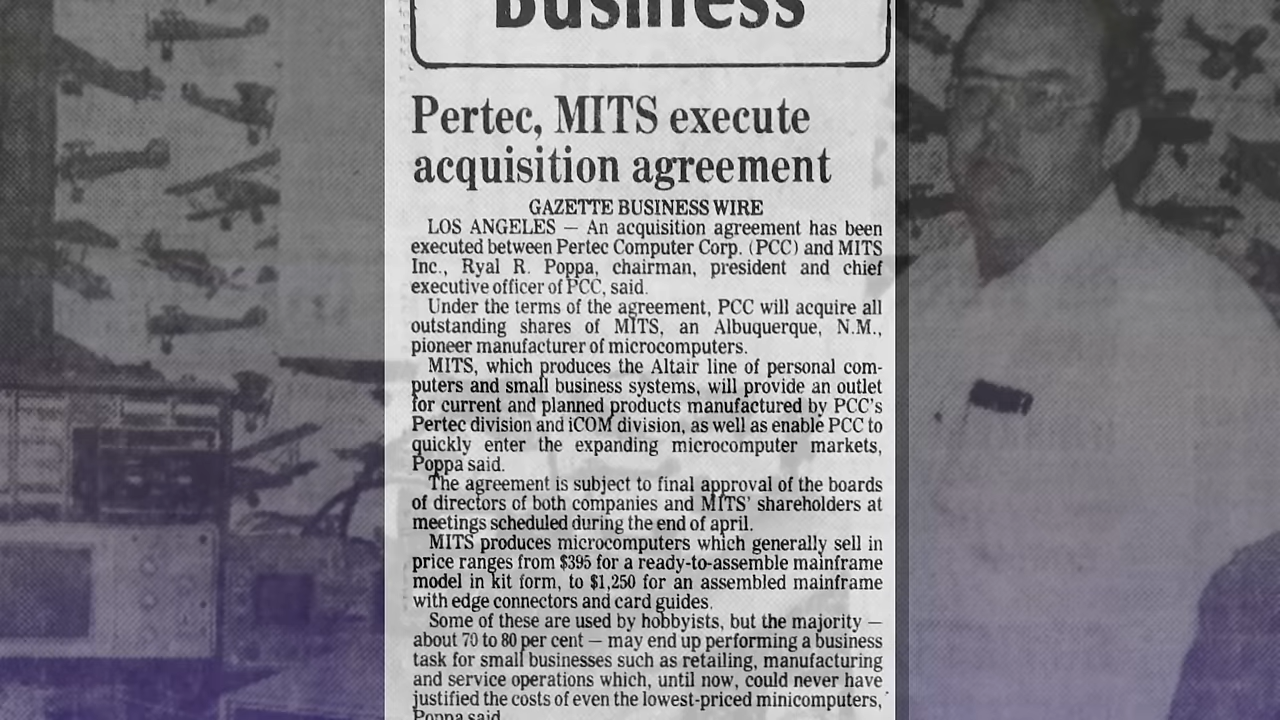 Business
Pertec, MITS execute
acquisition agreement
GAZETTE BUSINESS WIRE
LOS ANGELES — An acquisition agreement has been
executed between Pertec Computer Corp. (PCC) and MITS
Inc., Ryal R. Poppa, chairman, president and chief
executive officer of PCC, said.
Under the terms of the agreement, PCC will acquire all
outstanding shares of MITS, an Albuquerque, N.M.,
pioneer manufacturer of microcomputers.
MITS, which produces the Altair line of personal com-
puters and small business systems, will provide an outlet
for current and planned products manufactured by PCC's
Pertec division and iCOM division, as well as enable PCC to
quickly enter the expanding microcomputer markets,
Poppa said.
The agreement is subject to final approval of the boards
of directors of both companies and MITS' shareholders at
meetings scheduled during the end of april.
MITS produces microcomputers which generally sell in
price ranges from $395 for a ready-to-assemble mainframe
model in kit form, to $1,250 for an assembled mainframe
with edge connectors and card guides.
Some of these are used by hobbyists, but the majority —
about 70 to 80 per cent — may end up performing a business
task for small businesses such as retailing, manufacturing
and service operations which, until now, could never have
justified the costs of even the lowest-priced minicomputers,
Poppa said.